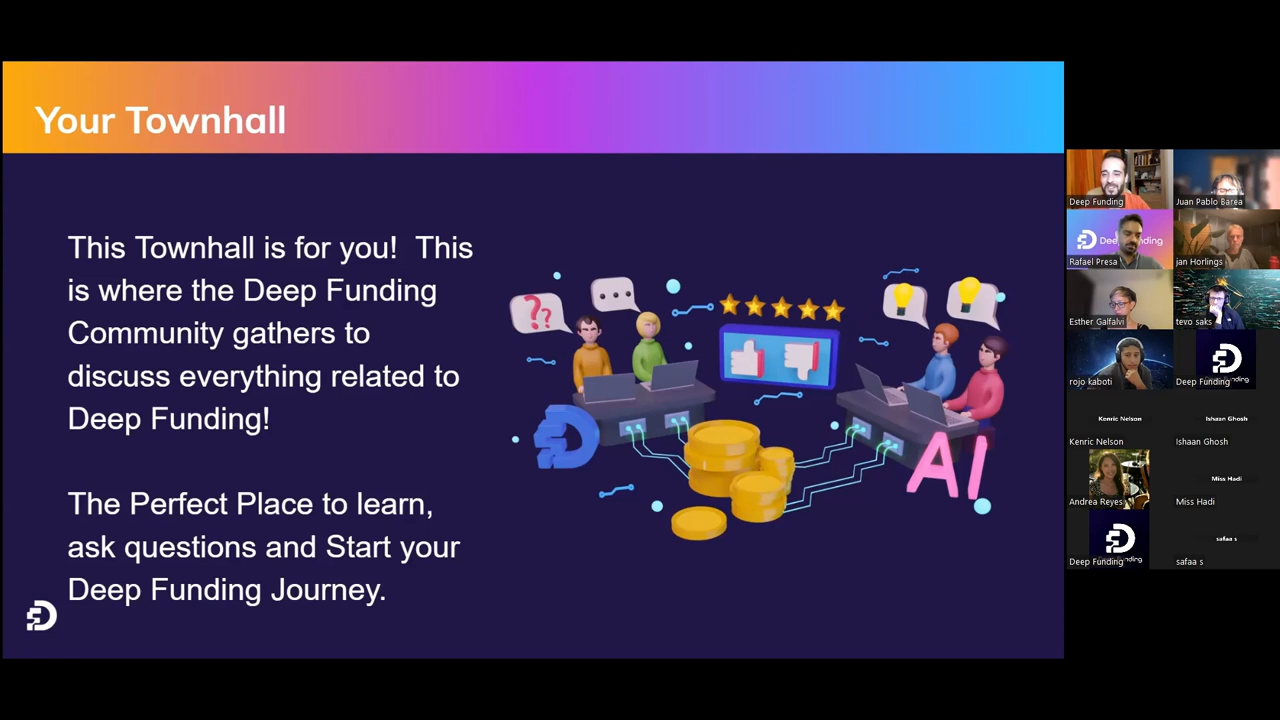 Your Townhall
This Townhall is for you!  This
is where the Deep Funding
Community gathers to
discuss everything related to
Deep Funding!
The Perfect Place to learn,
ask questions and Start your
Deep Funding Journey.
??
AI
Deep Funding
Juan Pablo Barea
Deep Funding
Rafael Presa
jan Horlings
Esther Galfalvi
tevo saks
rojo kaboti
Deep Funding
Kenric Nelson
Ishaan Ghosh
Kenric Nelson
Ishaan Ghosh
Miss Hadi
Andrea Reyes
Miss Hadi
safaa s
Deep Funding
safaa s